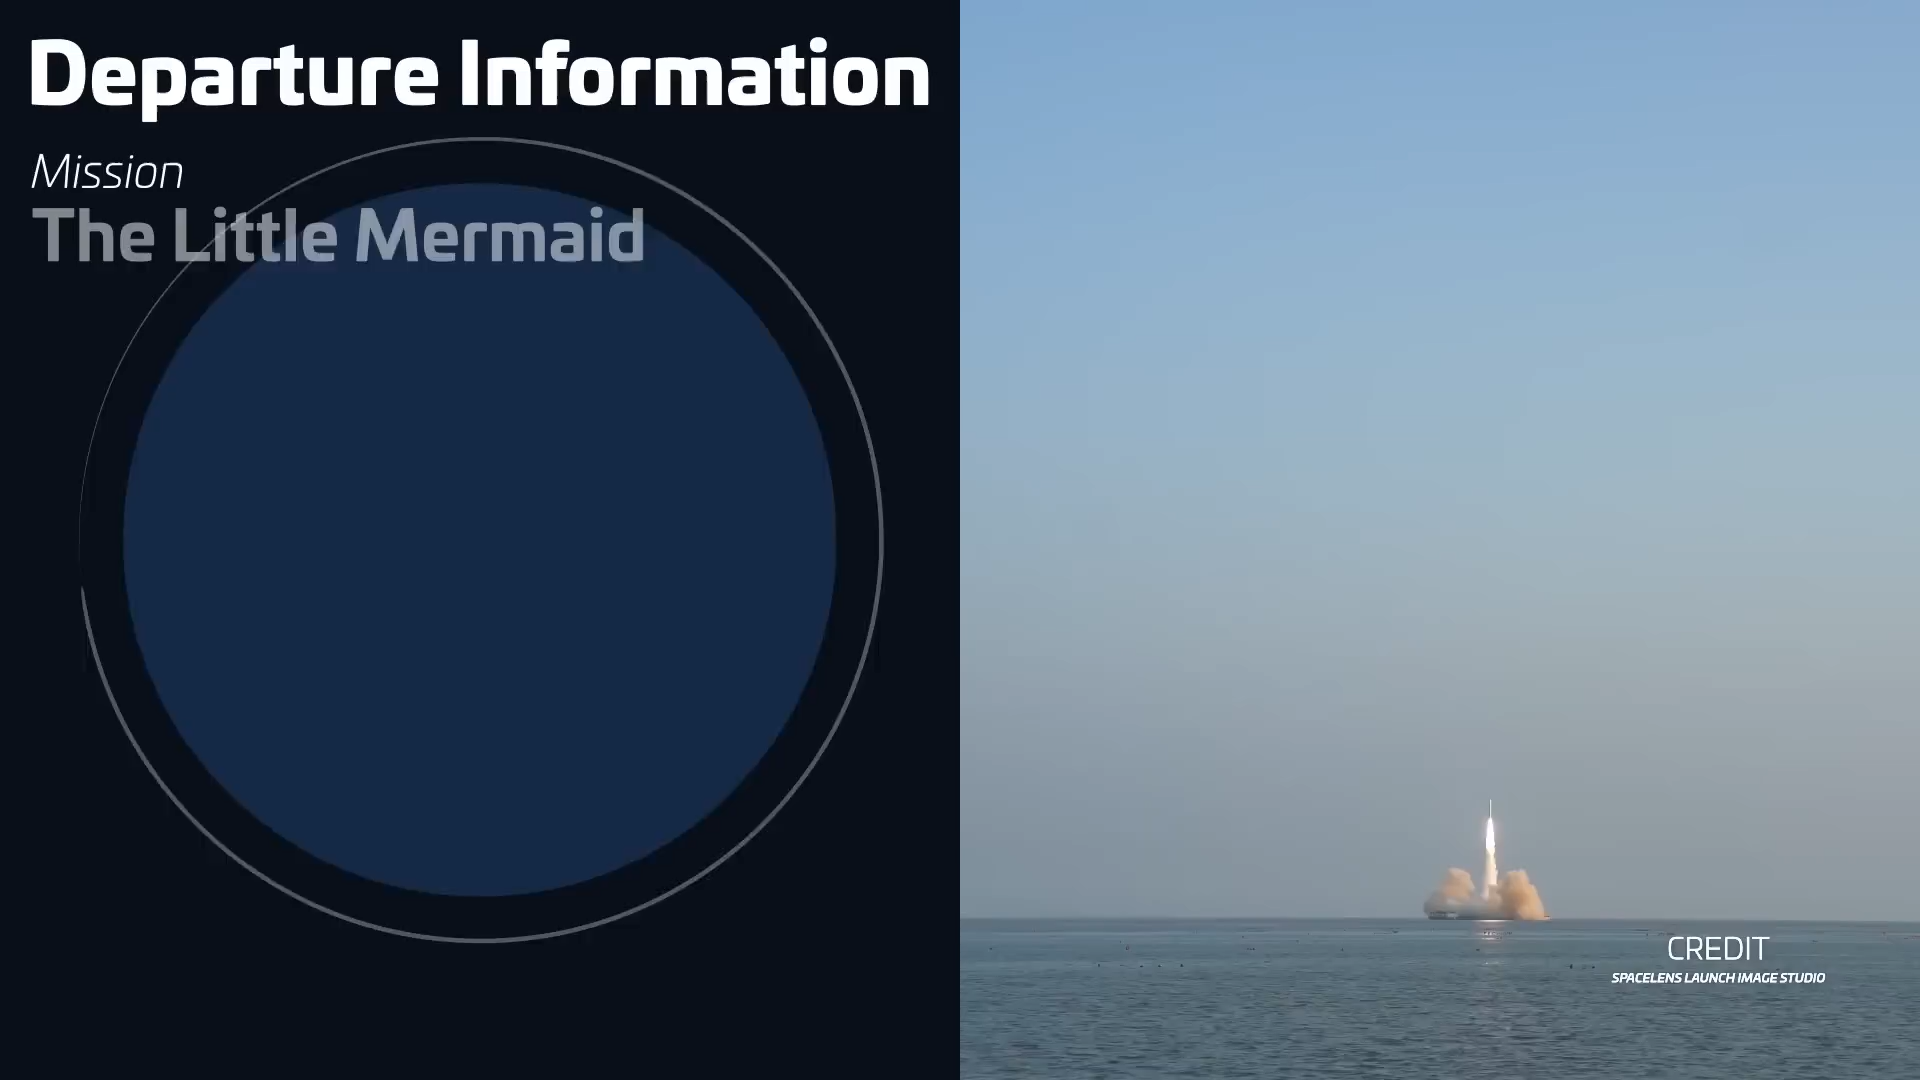 Departure Information
Mission
The Little Mermaid
CREDIT
SPACELENS LAUNCH IMAGE STUDIO